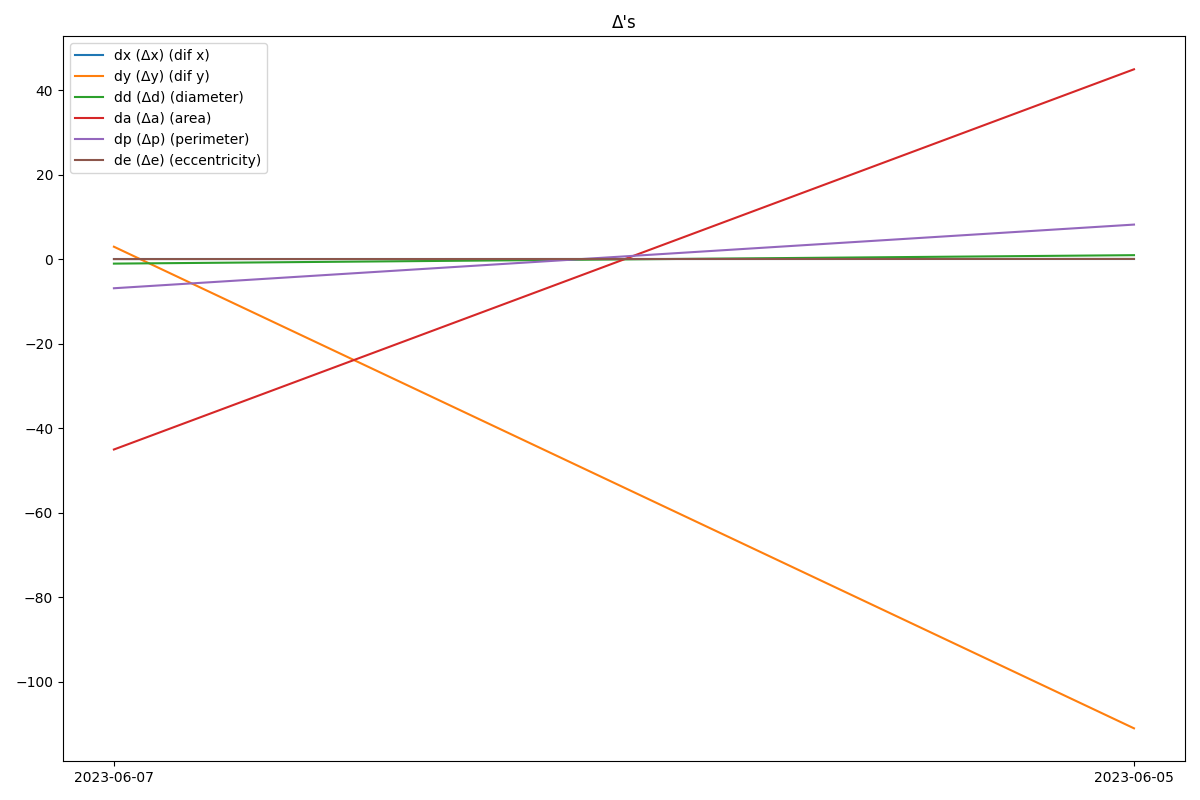 Δ's
dx (Δx) (dif x)
dy (Δy) (dif y)
dd (Δd) (diameter)
da (Δa) (area)
dp (Δp) (perimeter)
de (Δe) (eccentricity)
40
20
0
−20
−40
−60
−80
−100
2023-06-07 2023-06-05